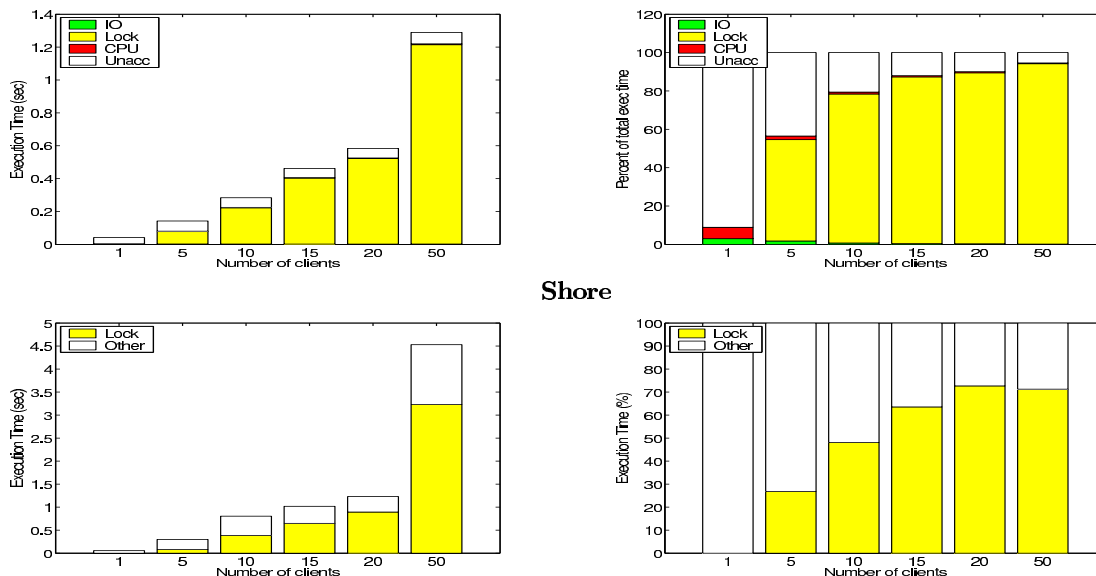 IO
Lock
CPU
Unacc
1.4
1.2
1
0.8
0.6
0.4
0.2
0
Execution Time (sec)
1 5 10 15 20 50
Number of clients
IO
Lock
CPU
Unacc
120
100
80
60
40
20
0
Percent of total exec time
1 5 10 15 20 50
Number of clients
Shore
Lock
Other
5
4.5
4
3.5
3
2.5
2
1.5
1
0.5
0
Execution Time (sec)
1 5 10 15 20 50
Number of clients
Lock
Other
100
90
80
70
60
50
40
30
20
10
0
Execution Time (%)
1 5 10 15 20 50
Number of clients